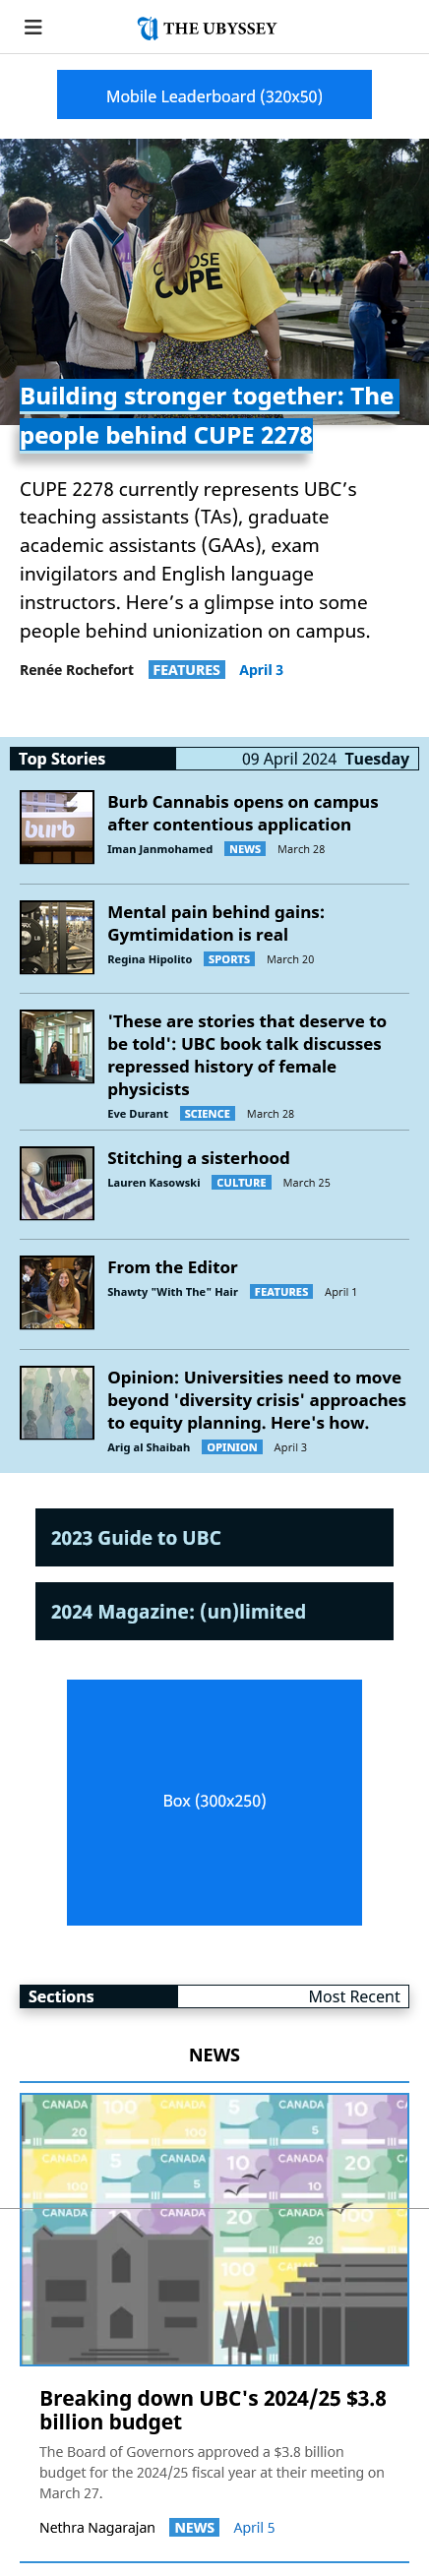 THE UBYSSEY
Mobile Leaderboard (320x50)
CHOOSE
CUPE
Building stronger together: The
people behind CUPE 2278
CUPE 2278 currently represents UBC’s
teaching assistants (TAs), graduate
academic assistants (GAAs), exam
invigilators and English language
instructors. Here’s a glimpse into some
people behind unionization on campus.
Renée Rochefort FEATURES April 3
Top Stories 09 April 2024 Tuesday
burb
Burb Cannabis opens on campus
after contentious application
Iman Janmohamed NEWS March 28
Mental pain behind gains:
Gymtimidation is real
Regina Hipolito SPORTS March 20
'These are stories that deserve to
be told': UBC book talk discusses
repressed history of female
physicists
Eve Durant SCIENCE March 28
Stitching a sisterhood
Lauren Kasowski CULTURE March 25
From the Editor
Shawty "With The" Hair FEATURES April 1
Opinion: Universities need to move
beyond 'diversity crisis' approaches
to equity planning. Here's how.
Arig al Shaibah OPINION April 3
2023 Guide to UBC
2024 Magazine: (un)limited
Box (300x250)
Sections Most Recent
NEWS
CANADA 100 CANADA 5 CANADA 10
20 100 5
CANADA 5 CANADA 10 CANADA 20
100 5 10
CANADA 10 CANADA 20 CANADA 100
20
100
Breaking down UBC's 2024/25 $3.8
billion budget
The Board of Governors approved a $3.8 billion
budget for the 2024/25 fiscal year at their meeting on
March 27.
Nethra Nagarajan NEWS April 5